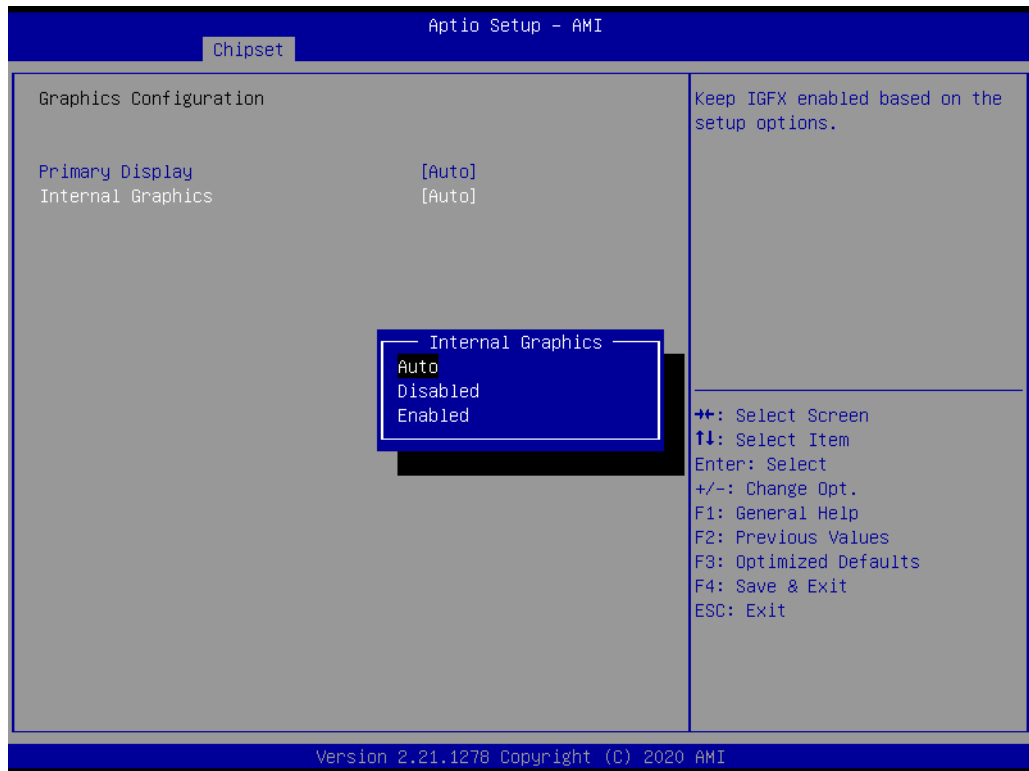 Aptio Setup – AMI
Chipset
Graphics Configuration
Primary Display [Auto]
Internal Graphics [Auto]
Keep IGFX enabled based on the
setup options.
Internal Graphics
Auto
Disabled
Enabled
→←: Select Screen
↑↓: Select Item
Enter: Select
+/-: Change Opt.
F1: General Help
F2: Previous Values
F3: Optimized Defaults
F4: Save & Exit
ESC: Exit
Version 2.21.1278 Copyright (C) 2020 AMI